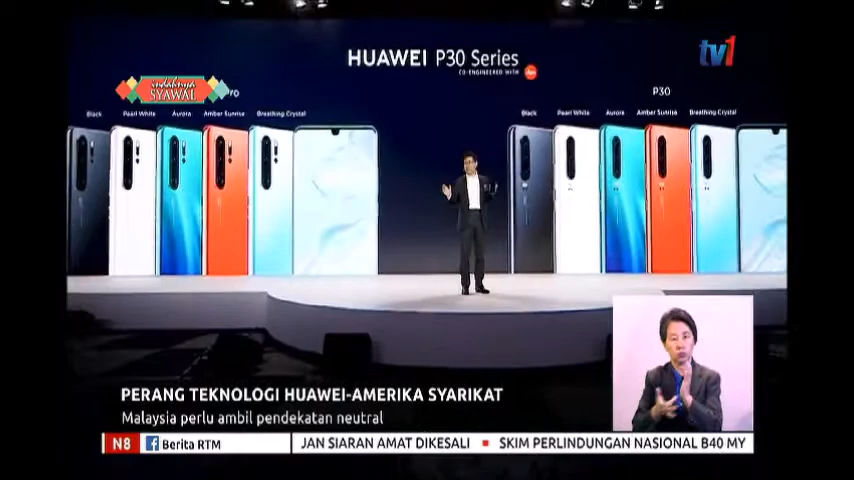 HUAWEI P30 Series
CO-ENGINEERED WITH
tv1
indahnya
SYAWAL
ro
P30
Black Pearl White Aurora Amber Sunrise Breathing Crystal
Black Pearl White Aurora Amber Sunrise Breathing Crystal
PERANG TEKNOLOGI HUAWEI-AMERIKA SYARIKAT
Malaysia perlu ambil pendekatan neutral
N8 f Berita RTM JAN SIARAN AMAT DIKESALI ▪ SKIM PERLINDUNGAN NASIONAL B40 MY